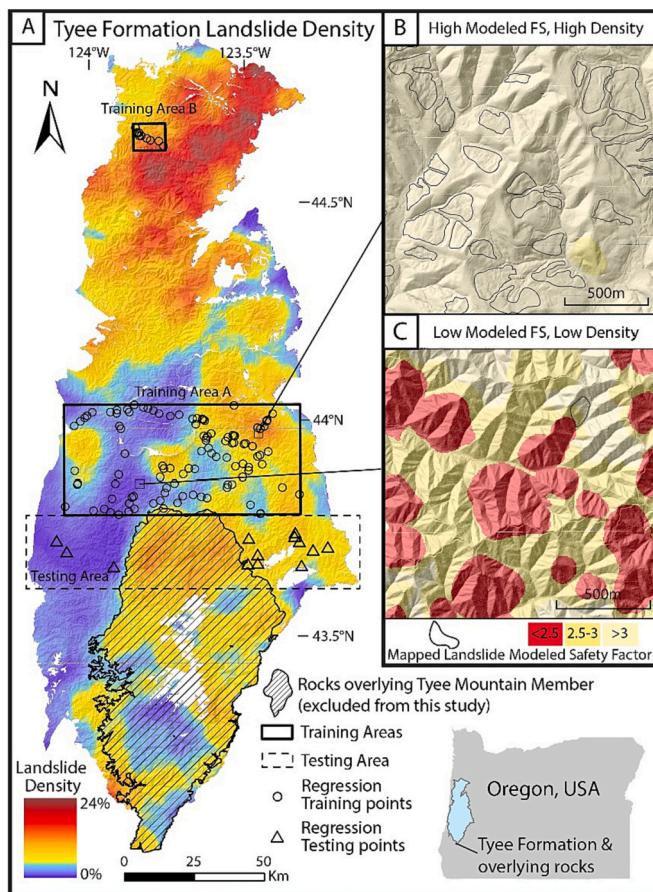 A
Tyee Formation Landslide Density
124°W
123.5°W
N
Training Area B
44.5°N
Training Area A
44°N
Testing Area
43.5°N
Rocks overlying Tyee Mountain Member
(excluded from this study)
Training Areas
Testing Area
Regression
Training points
Regression
Testing points
Landslide
Density
24%
0%
0 25 50
Km
B
High Modeled FS, High Density
500m
C
Low Modeled FS, Low Density
500m
<2.5 2.5-3 >3
Mapped Landslide Modeled Safety Factor
Oregon, USA
Tyee Formation &
overlying rocks